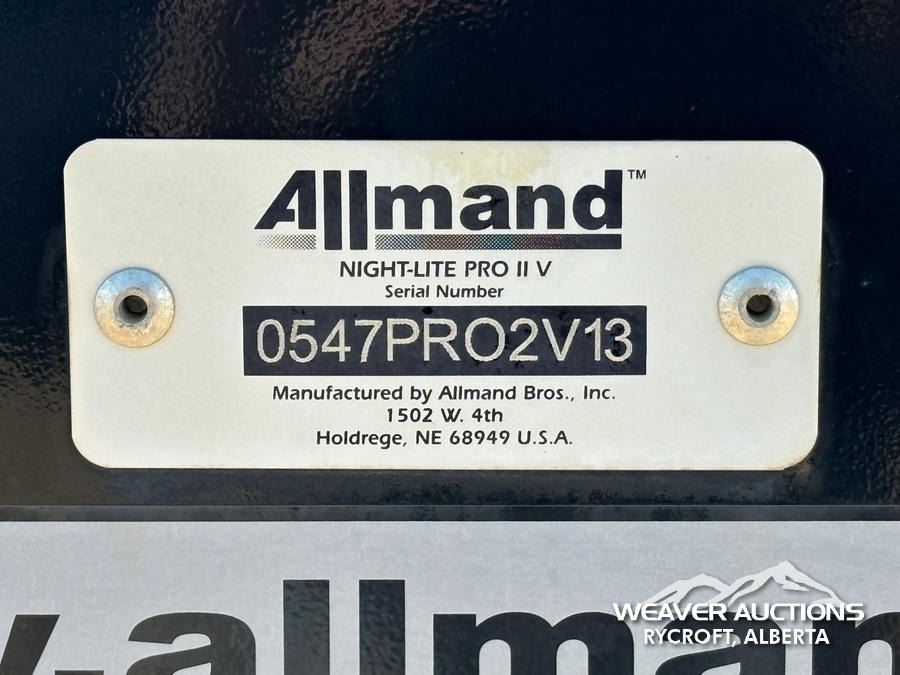 Allmand™
NIGHT-LITE PRO II V
Serial Number
0547PRO2V13
Manufactured by Allmand Bros., Inc.
1502 W. 4th
Holdrege, NE 68949 U.S.A.
WEAVER AUCTIONS
RYCROFT, ALBERTA